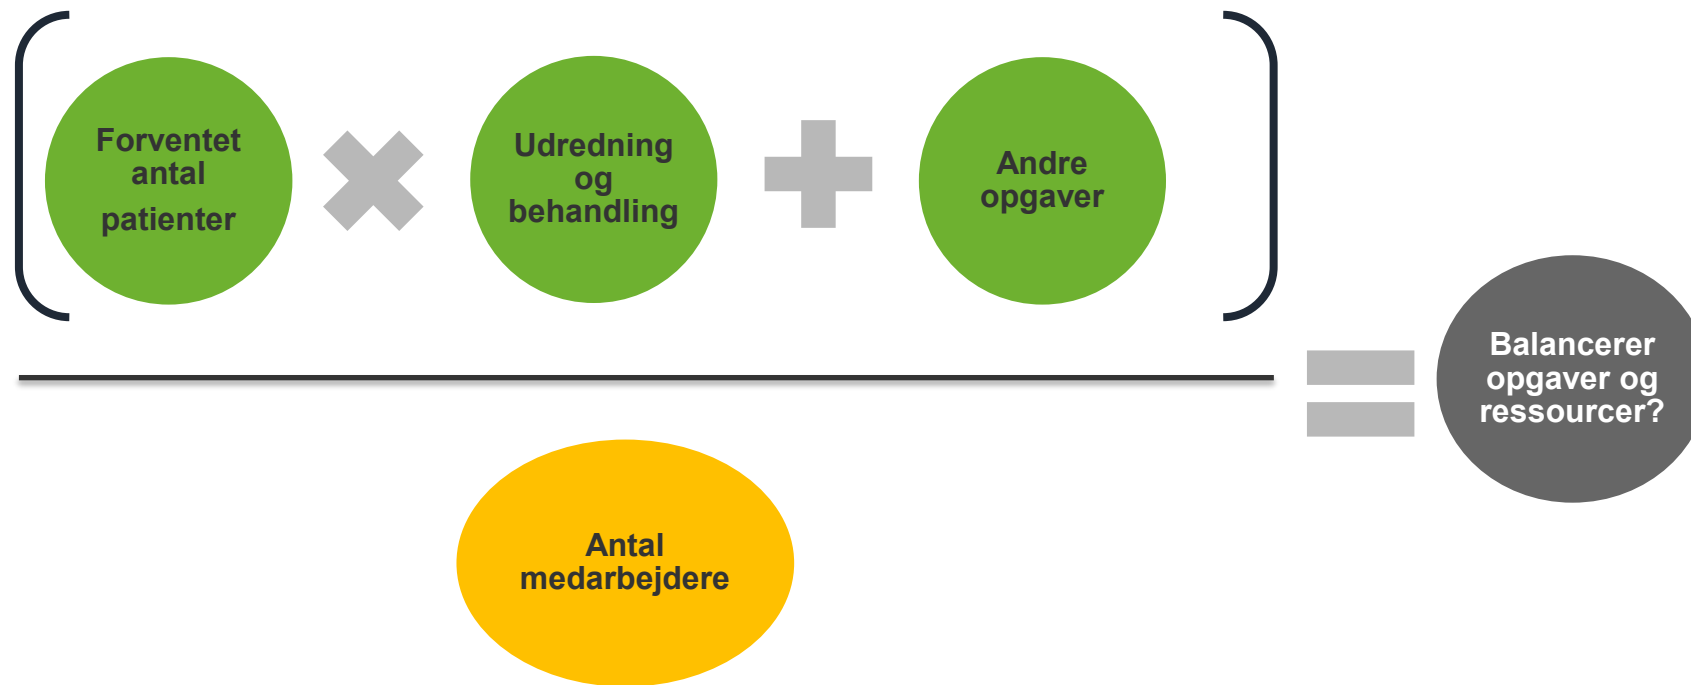 Forventet
antal
patienter
Udredning
og
behandling
Andre
opgaver
Balancerer
opgaver og
ressourcer?
Antal
medarbejdere